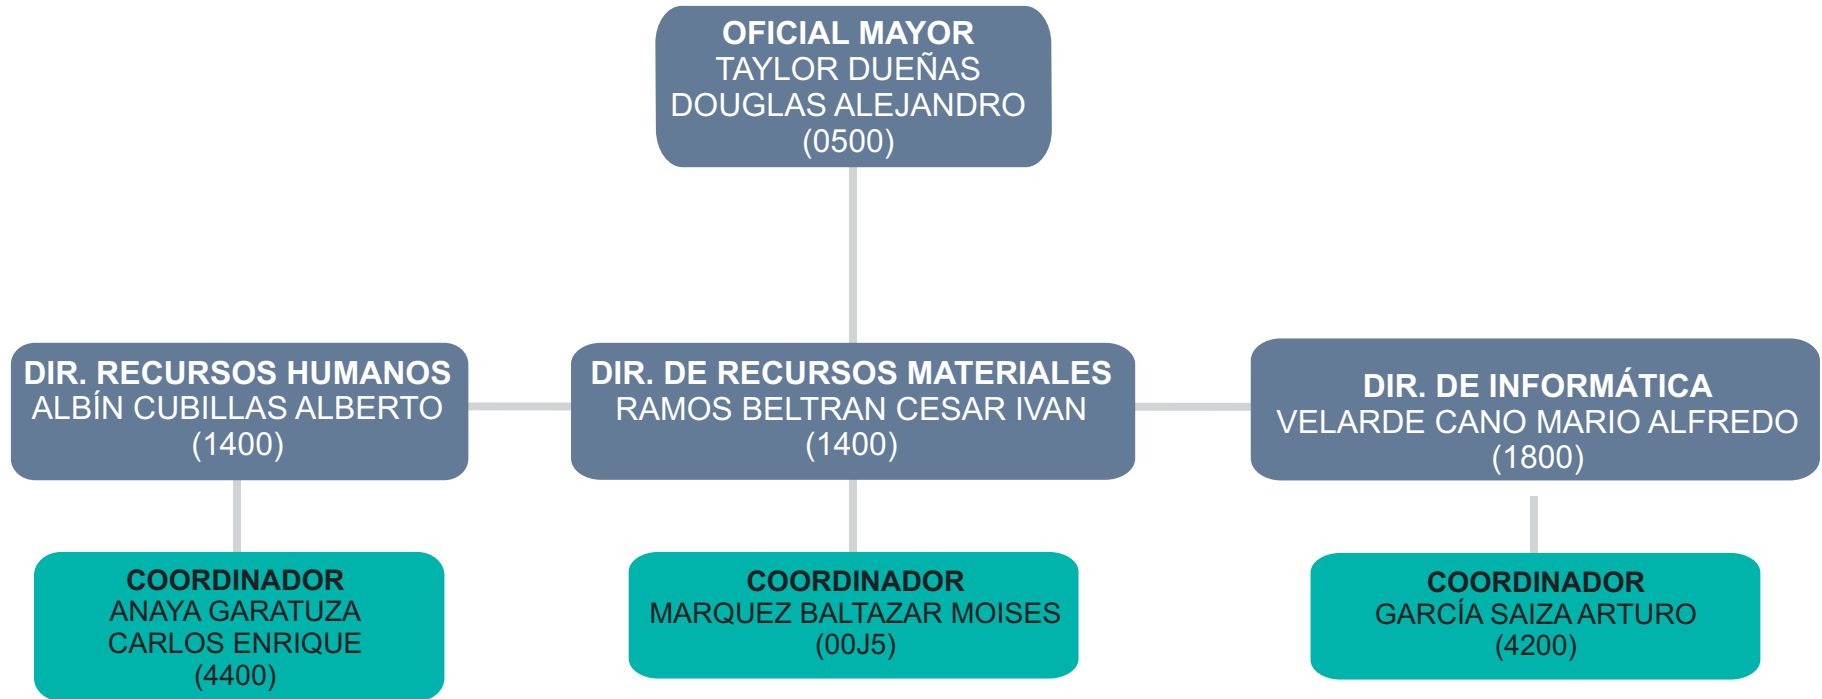 OFICIAL MAYOR
TAYLOR DUEÑAS
DOUGLAS ALEJANDRO
(0500)
DIR. RECURSOS HUMANOS
ALBÍN CUBILLAS ALBERTO
(1400)
DIR. DE RECURSOS MATERIALES
RAMOS BELTRAN CESAR IVAN
(1400)
DIR. DE INFORMÁTICA
VELARDE CANO MARIO ALFREDO
(1800)
COORDINADOR
ANAYA GARATUZA
CARLOS ENRIQUE
(4400)
COORDINADOR
MARQUEZ BALTAZAR MOISES
(00J5)
COORDINADOR
GARCÍA SAIZA ARTURO
(4200)